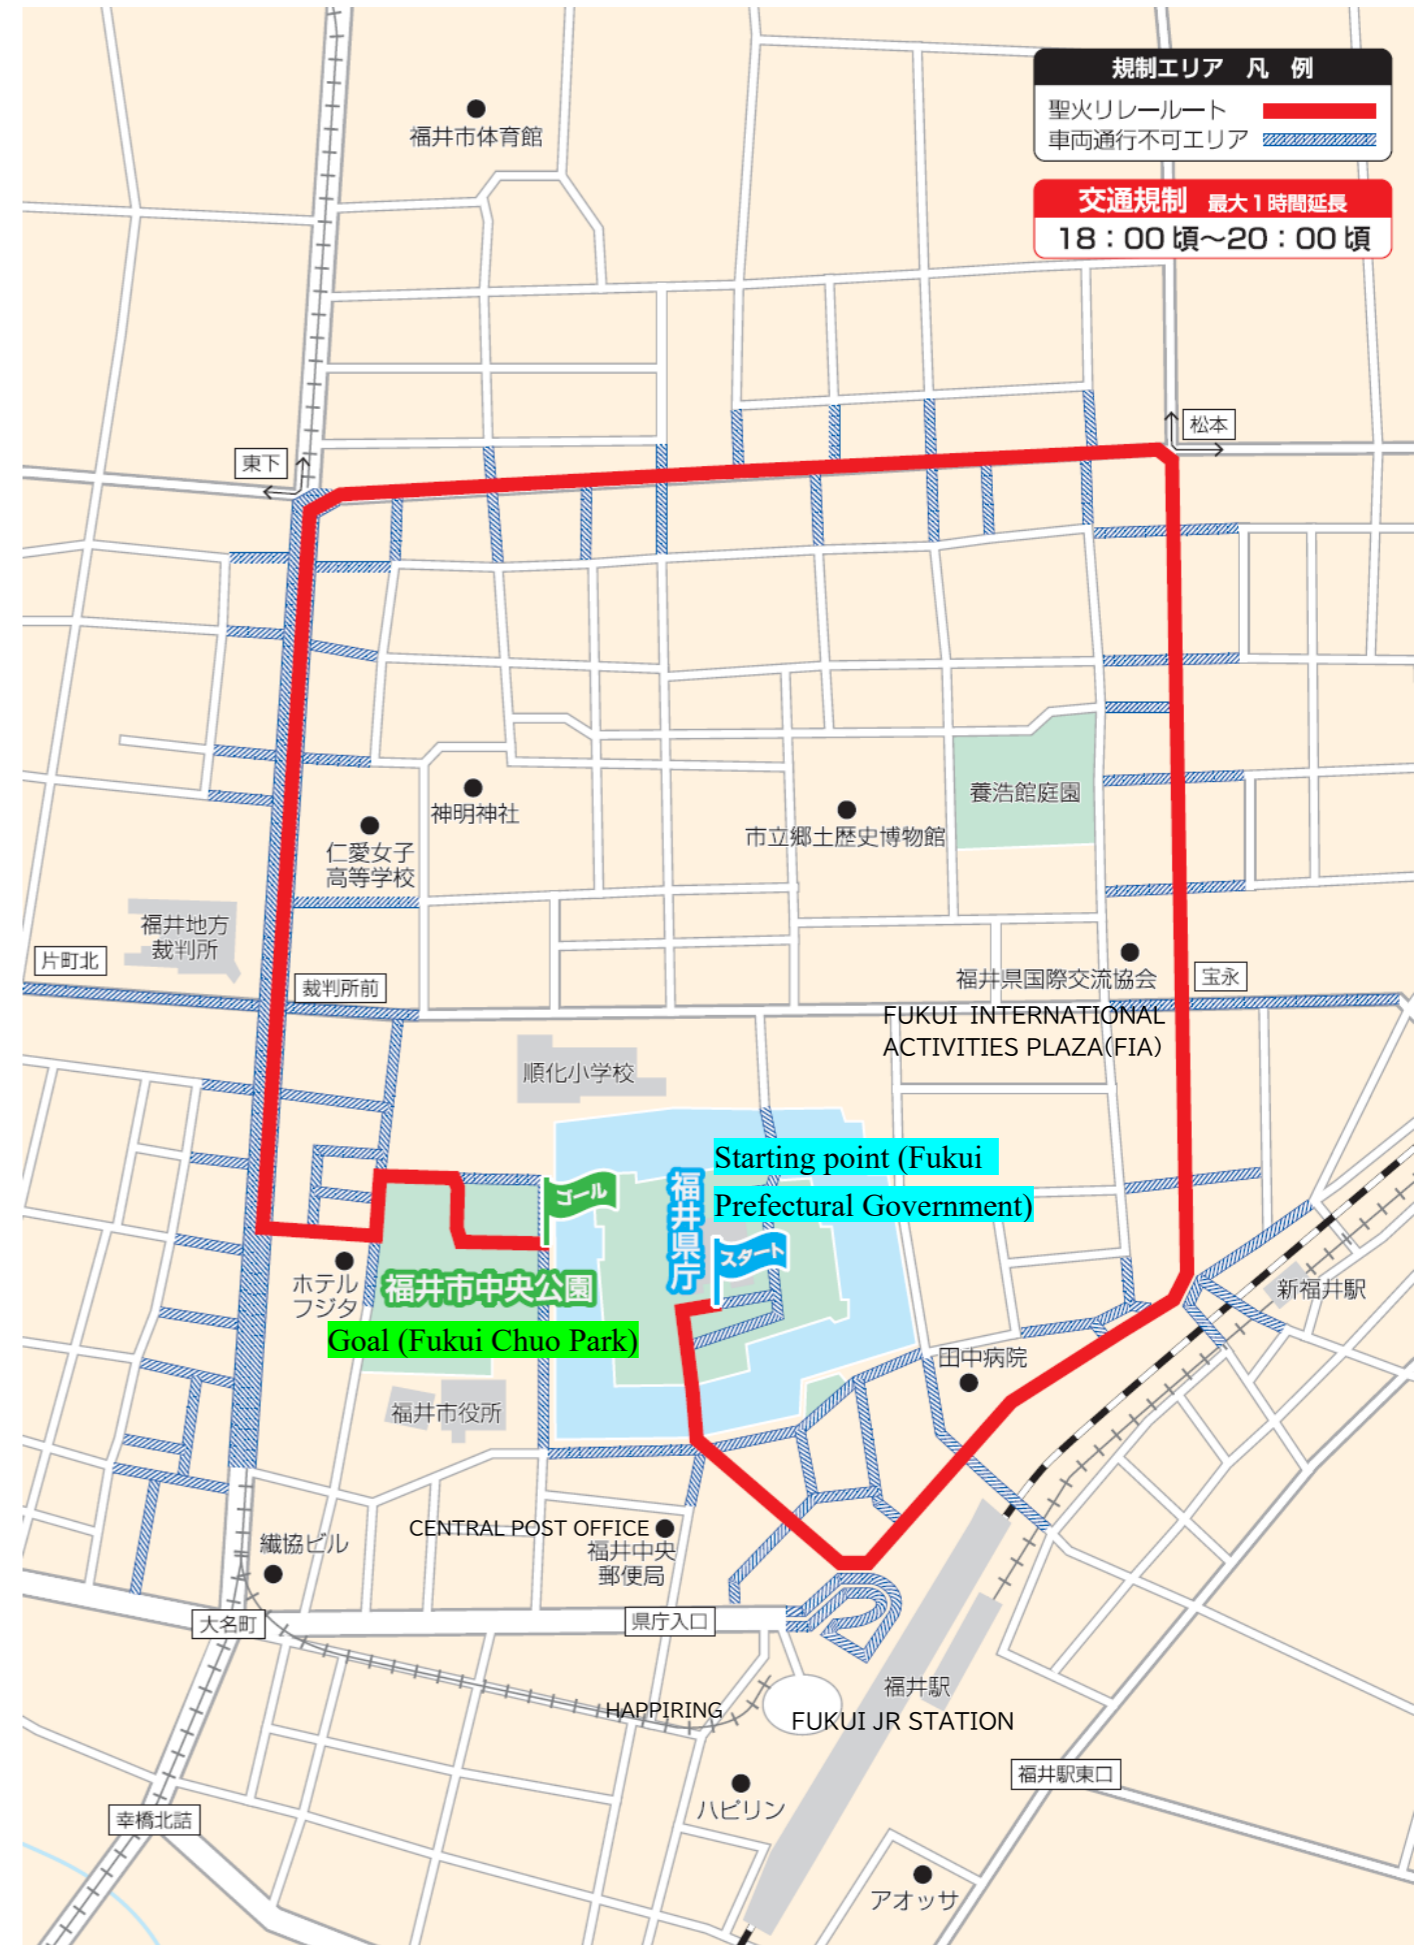 規制エリア 凡 例
聖火リレールート
車両通行不可エリア
交通規制 最大1時間延長
18：00頃～20：00頃
福井市体育館
松本
東下
養浩館庭園
神明神社
市立郷土歴史博物館
仁愛女子
高等学校
福井地方
裁判所
片町北
裁判所前
福井県国際交流協会
宝永
FUKUI INTERNATIONAL
ACTIVITIES PLAZA(FIA)
順化小学校
Starting point (Fukui
Prefectural Government)
福井県庁
ゴール
スタート
ホテル
フジタ
福井市中央公園
Goal (Fukui Chuo Park)
新福井駅
田中病院
福井市役所
CENTRAL POST OFFICE
福井中央
郵便局
繊協ビル
大名町
県庁入口
福井駅
HAPPIRING
FUKUI JR STATION
福井駅東口
ハピリン
幸橋北詰
アオッサ